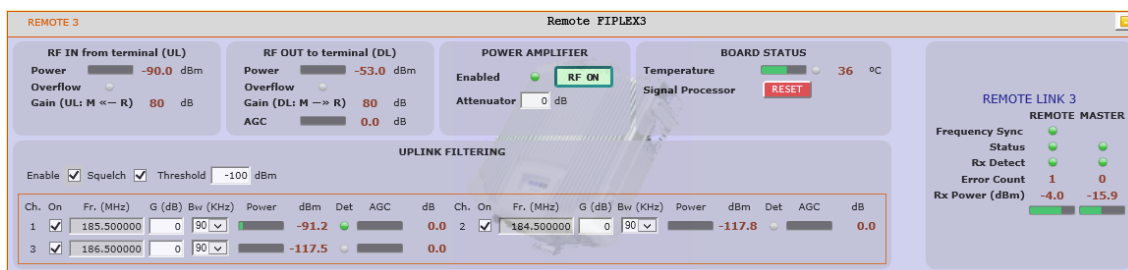 REMOTE 3 Remote FIPLEX3
RF IN from terminal (UL)
Power -90.0 dBm
Overflow
Gain (UL: M «— R) 80 dB
RF OUT to terminal (DL)
Power -53.0 dBm
Overflow
Gain (DL: M —» R) 80 dB
AGC 0.0 dB
POWER AMPLIFIER
Enabled RF ON
Attenuator 0 dB
BOARD STATUS
Temperature 36 ºC
Signal Processor RESET
UPLINK FILTERING
Enable Squelch Threshold -100 dBm
Ch. On Fr. (MHz) G (dB) Bw (KHz) Power dBm Det AGC dB Ch. On Fr. (MHz) G (dB) Bw (KHz) Power dBm Det AGC dB
1 185.500000 0 90 -91.2 0.0 2 184.500000 0 90 -117.8 0.0
3 186.500000 0 90 -117.5 0.0
REMOTE LINK 3
REMOTE MASTER
Frequency Sync
Status
Rx Detect
Error Count 1 0
Rx Power (dBm) -4.0 -15.9